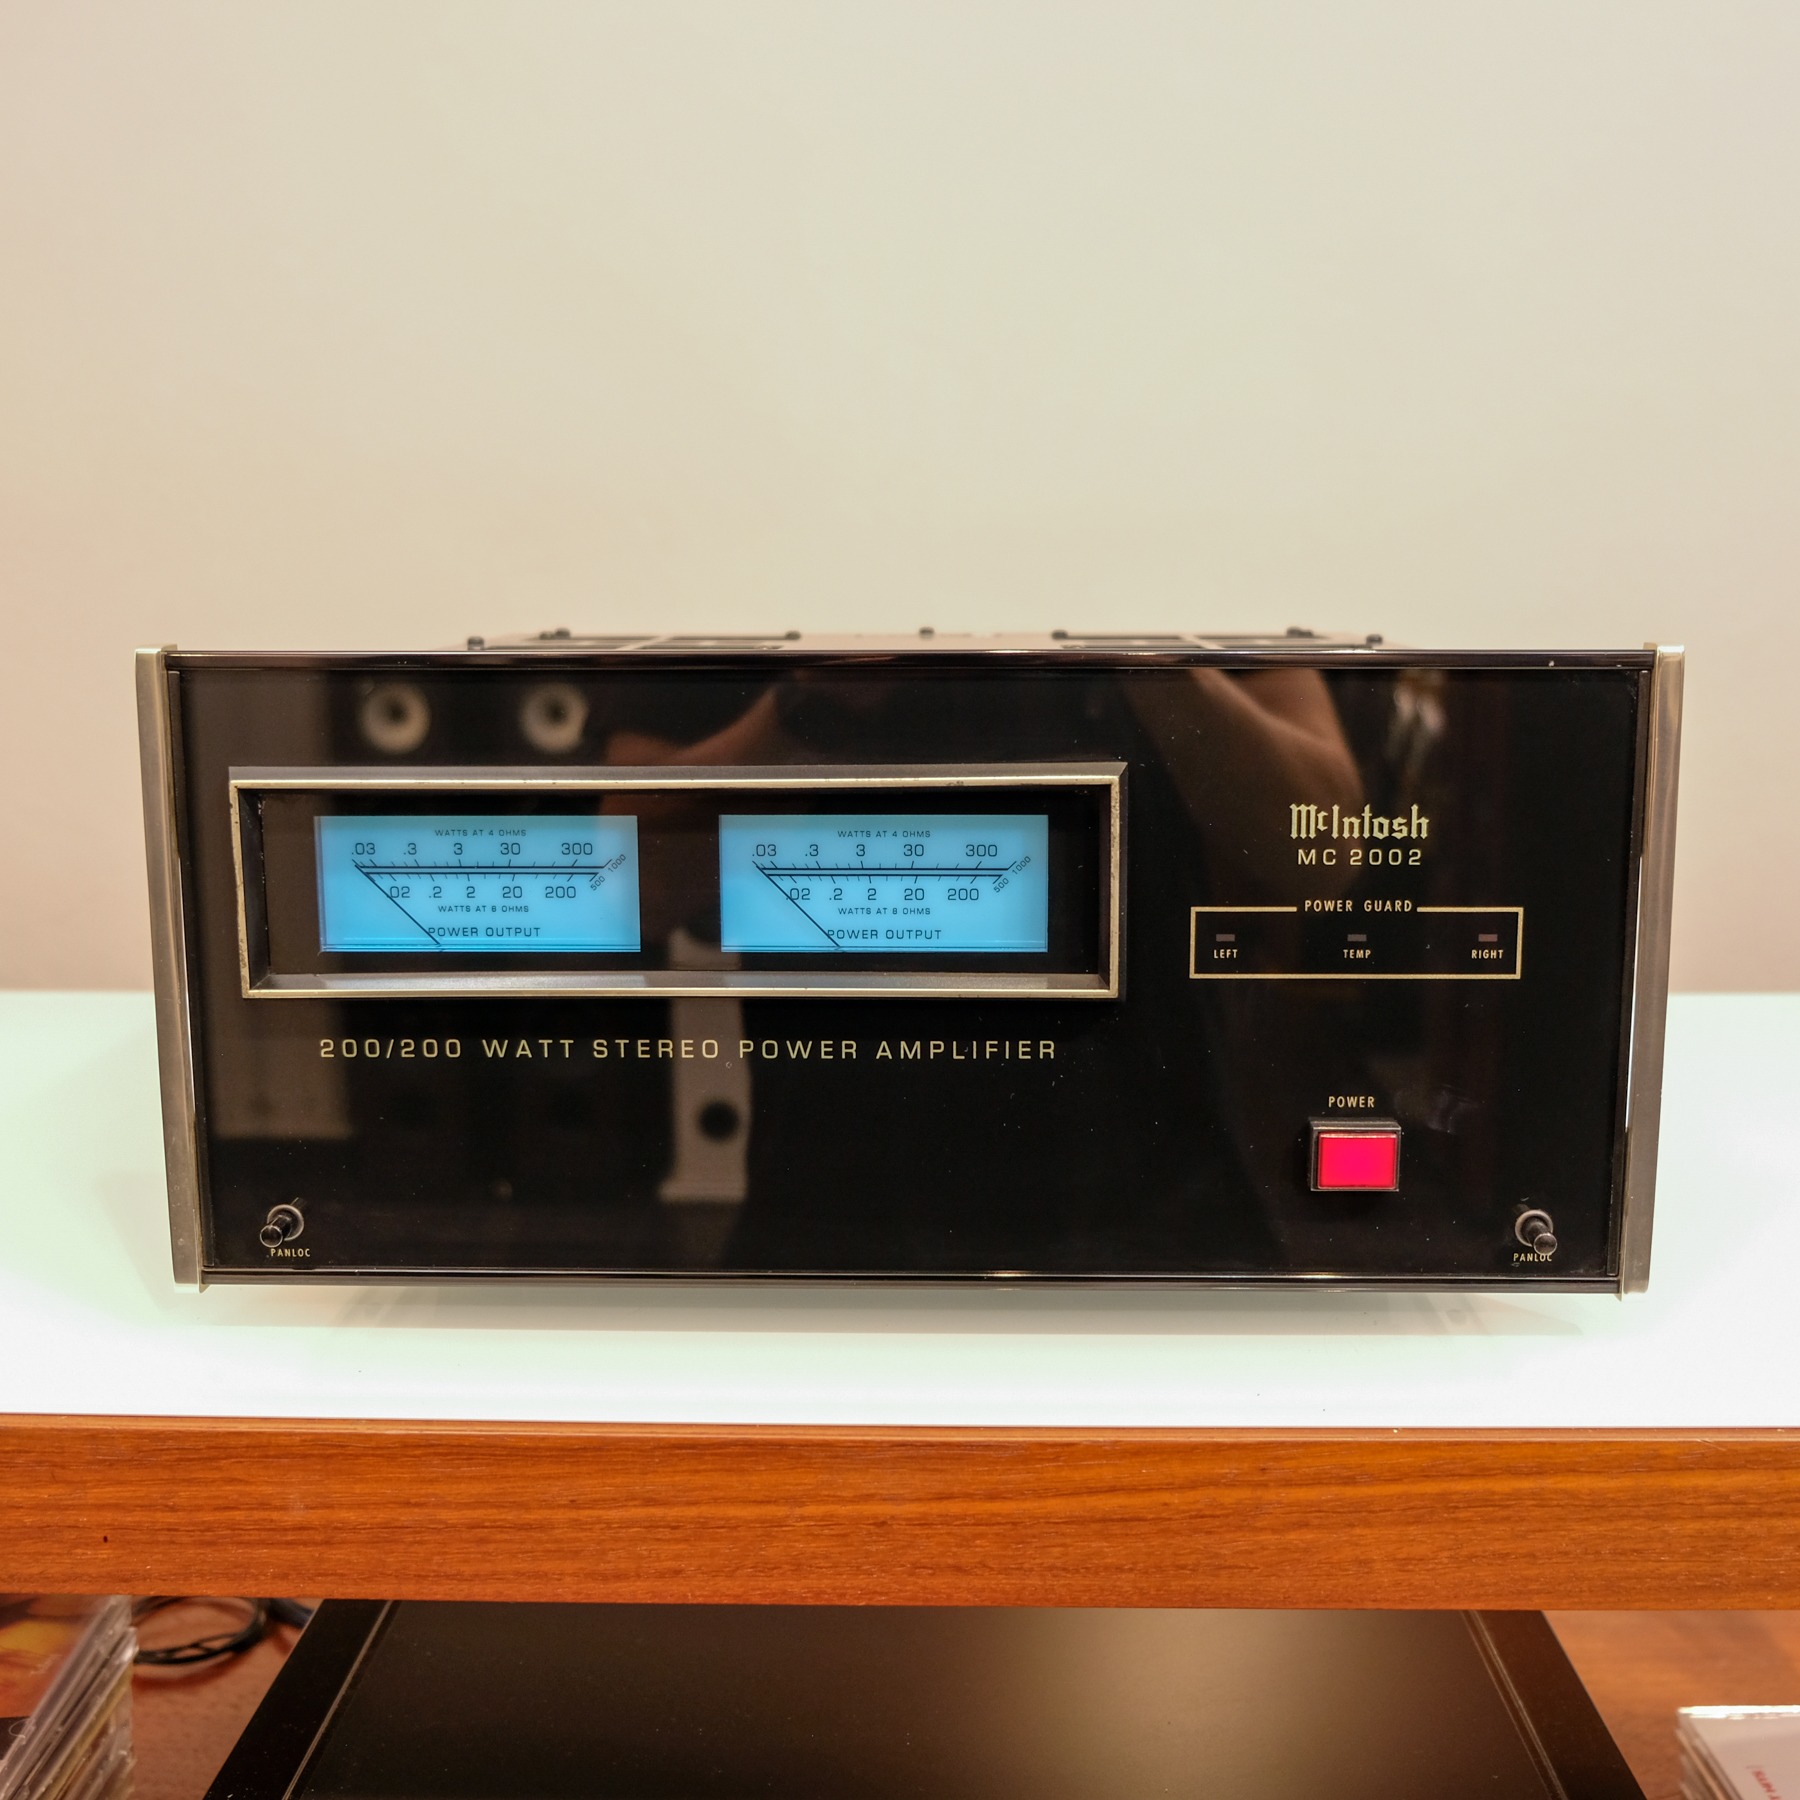 WATTS AT 4 OHMS
.03 .3 3 30 300 1000
.02 .2 2 20 200 500
WATTS AT 8 OHMS
POWER OUTPUT
WATTS AT 4 OHMS
.03 .3 3 30 300 1000
.02 .2 2 20 200 500
WATTS AT 8 OHMS
POWER OUTPUT
McIntosh
MC 2002
POWER GUARD
LEFT TEMP RIGHT
200/200 WATT STEREO POWER AMPLIFIER
POWER
PANLOC
PANLOC